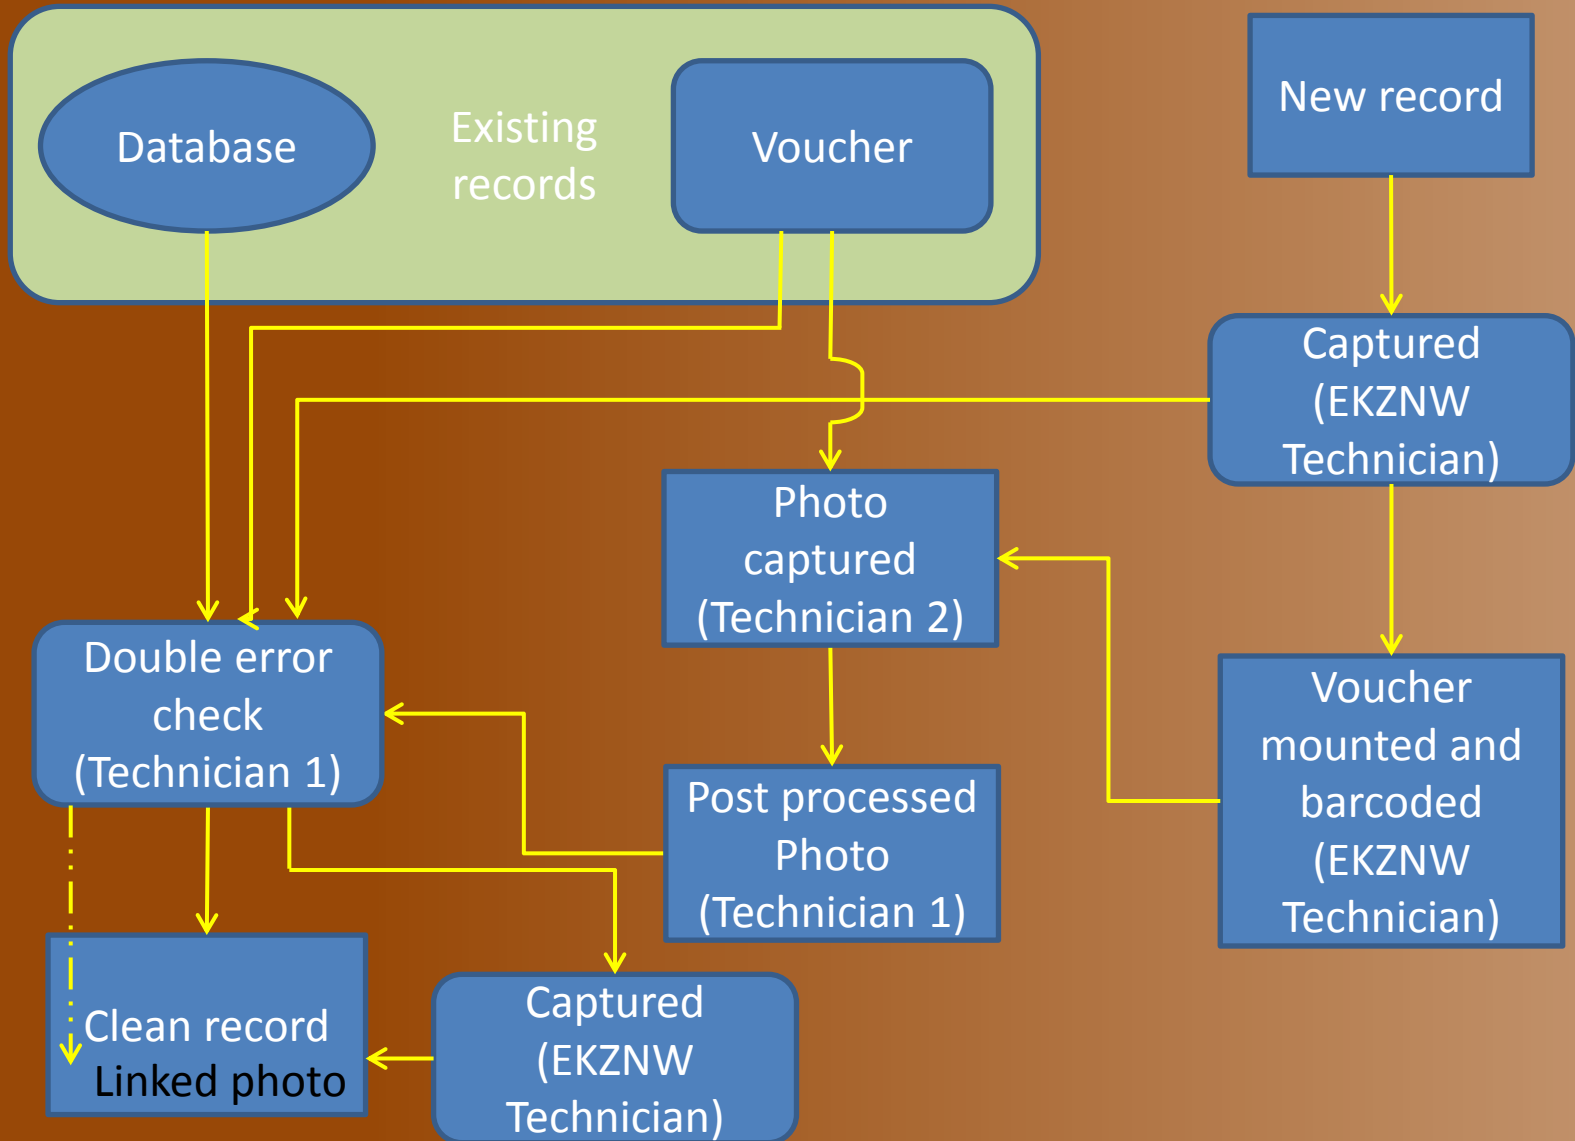 Database
Existing
records
Voucher
New record
Captured
(EKZNW
Technician)
Photo
captured
(Technician 2)
Double error
check
(Technician 1)
Voucher
mounted and
barcoded
(EKZNW
Technician)
Post processed
Photo
(Technician 1)
Clean record
Linked photo
Captured
(EKZNW
Technician)